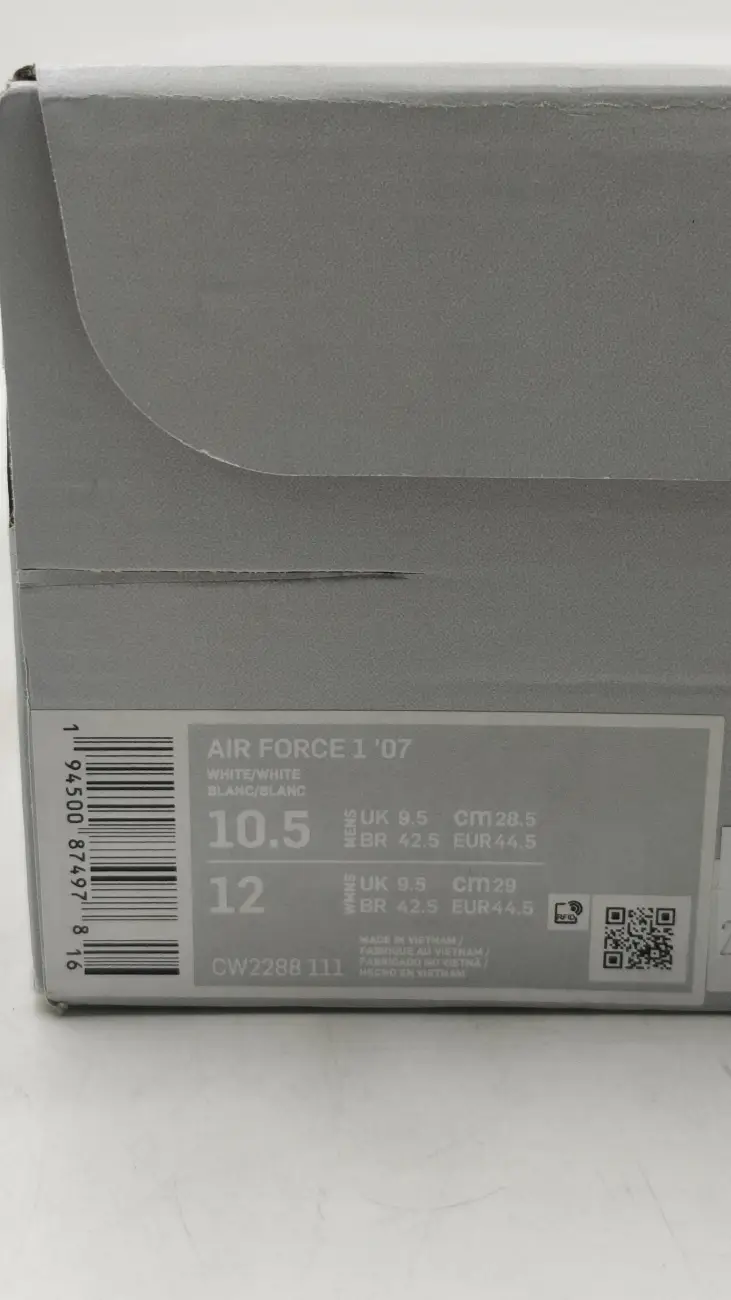 AIR FORCE 1 '07
WHITE/WHITE
BLANC/BLANC
10.5 MENS UK 9.5 cm 28.5
BR 42.5 EUR 44.5
12 WMNS UK 9.5 cm 29
BR 42.5 EUR 44.5
RFID
CW2288 111
MADE IN VIETNAM /
FABRIQUE AU VIETNAM /
FABRICADO NO VIETNÃ /
HECHO EN VIETNAM
1 94500 87497 8 16
2